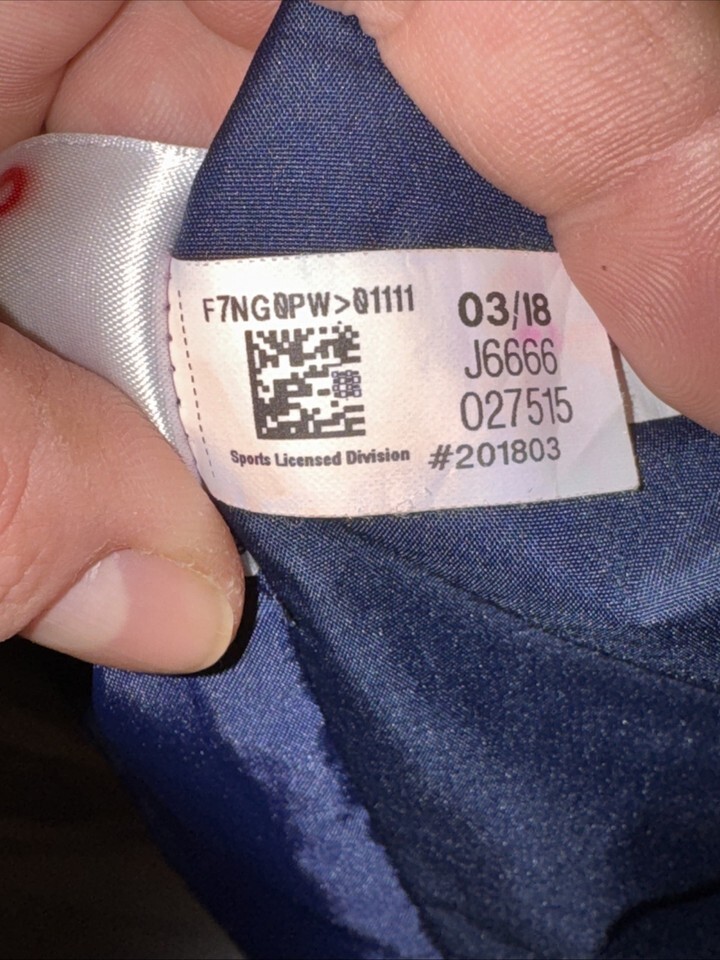 F7NG0PW>01111
03/18
J6666
027515
Sports Licensed Division
#201803